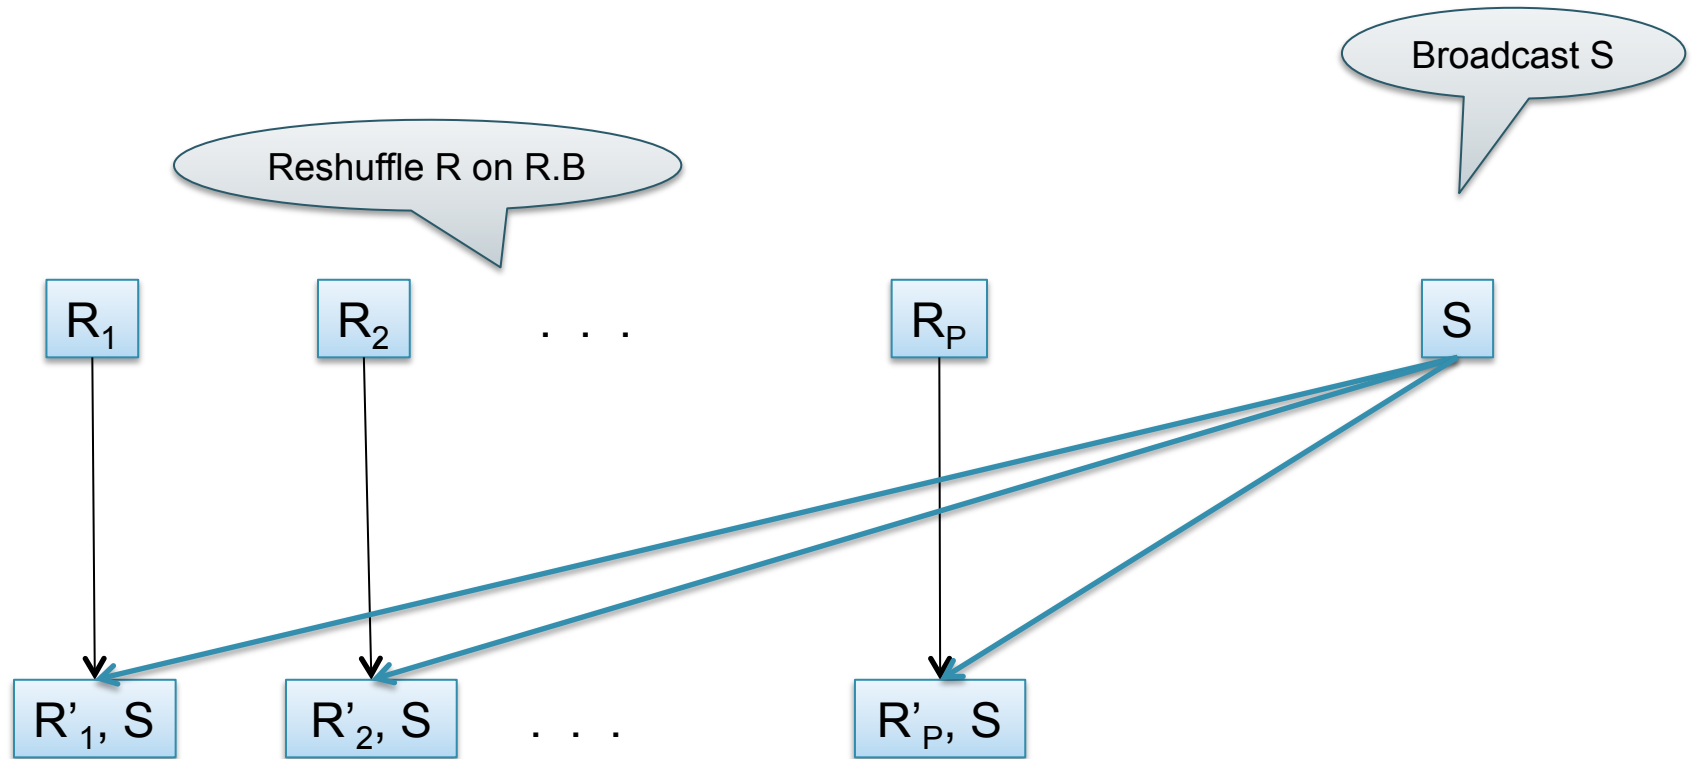 Broadcast S
Reshuffle R on R.B
R1 R2 . . . RP S
R’1, S R’2, S . . . R’P, S